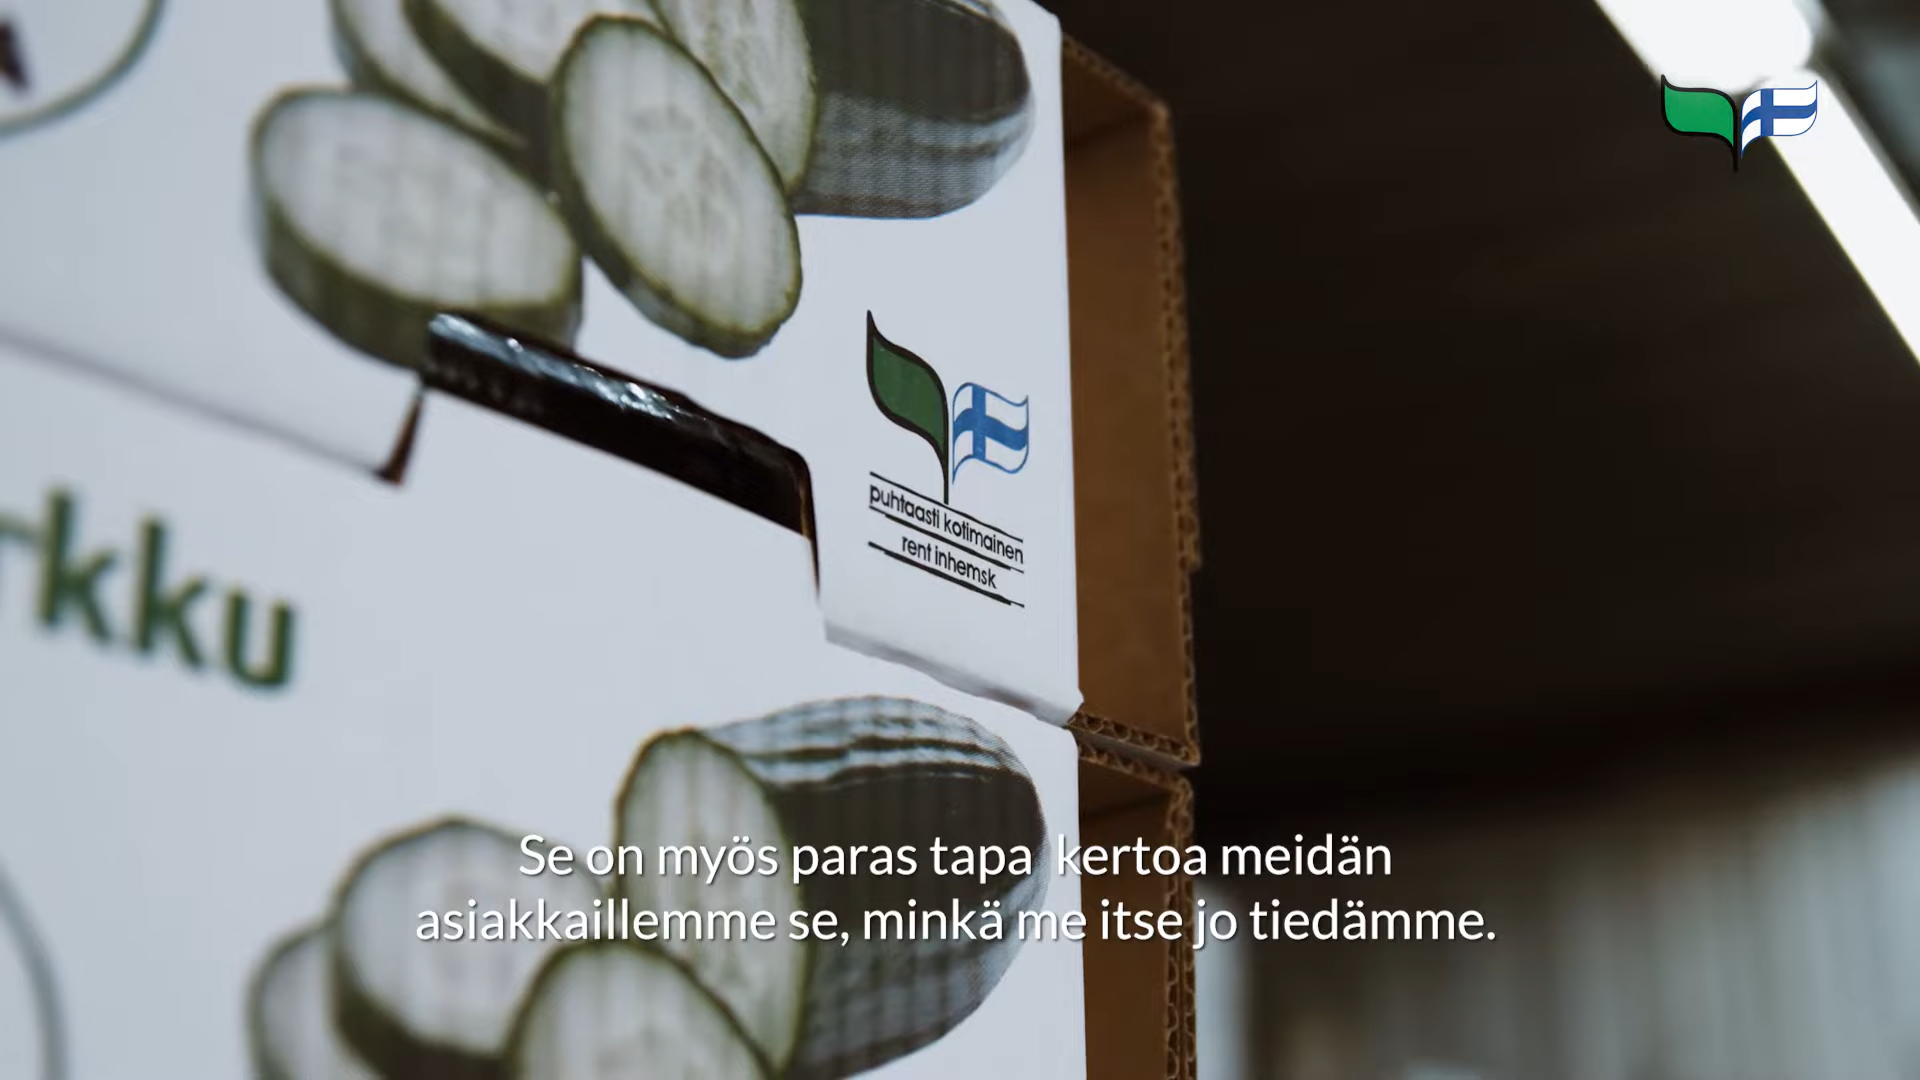 puhtaasti kotimainen
rent inhemsk
rkku
Se on myös paras tapa kertoa meidän
asiakkaillemme se, minkä me itse jo tiedämme.